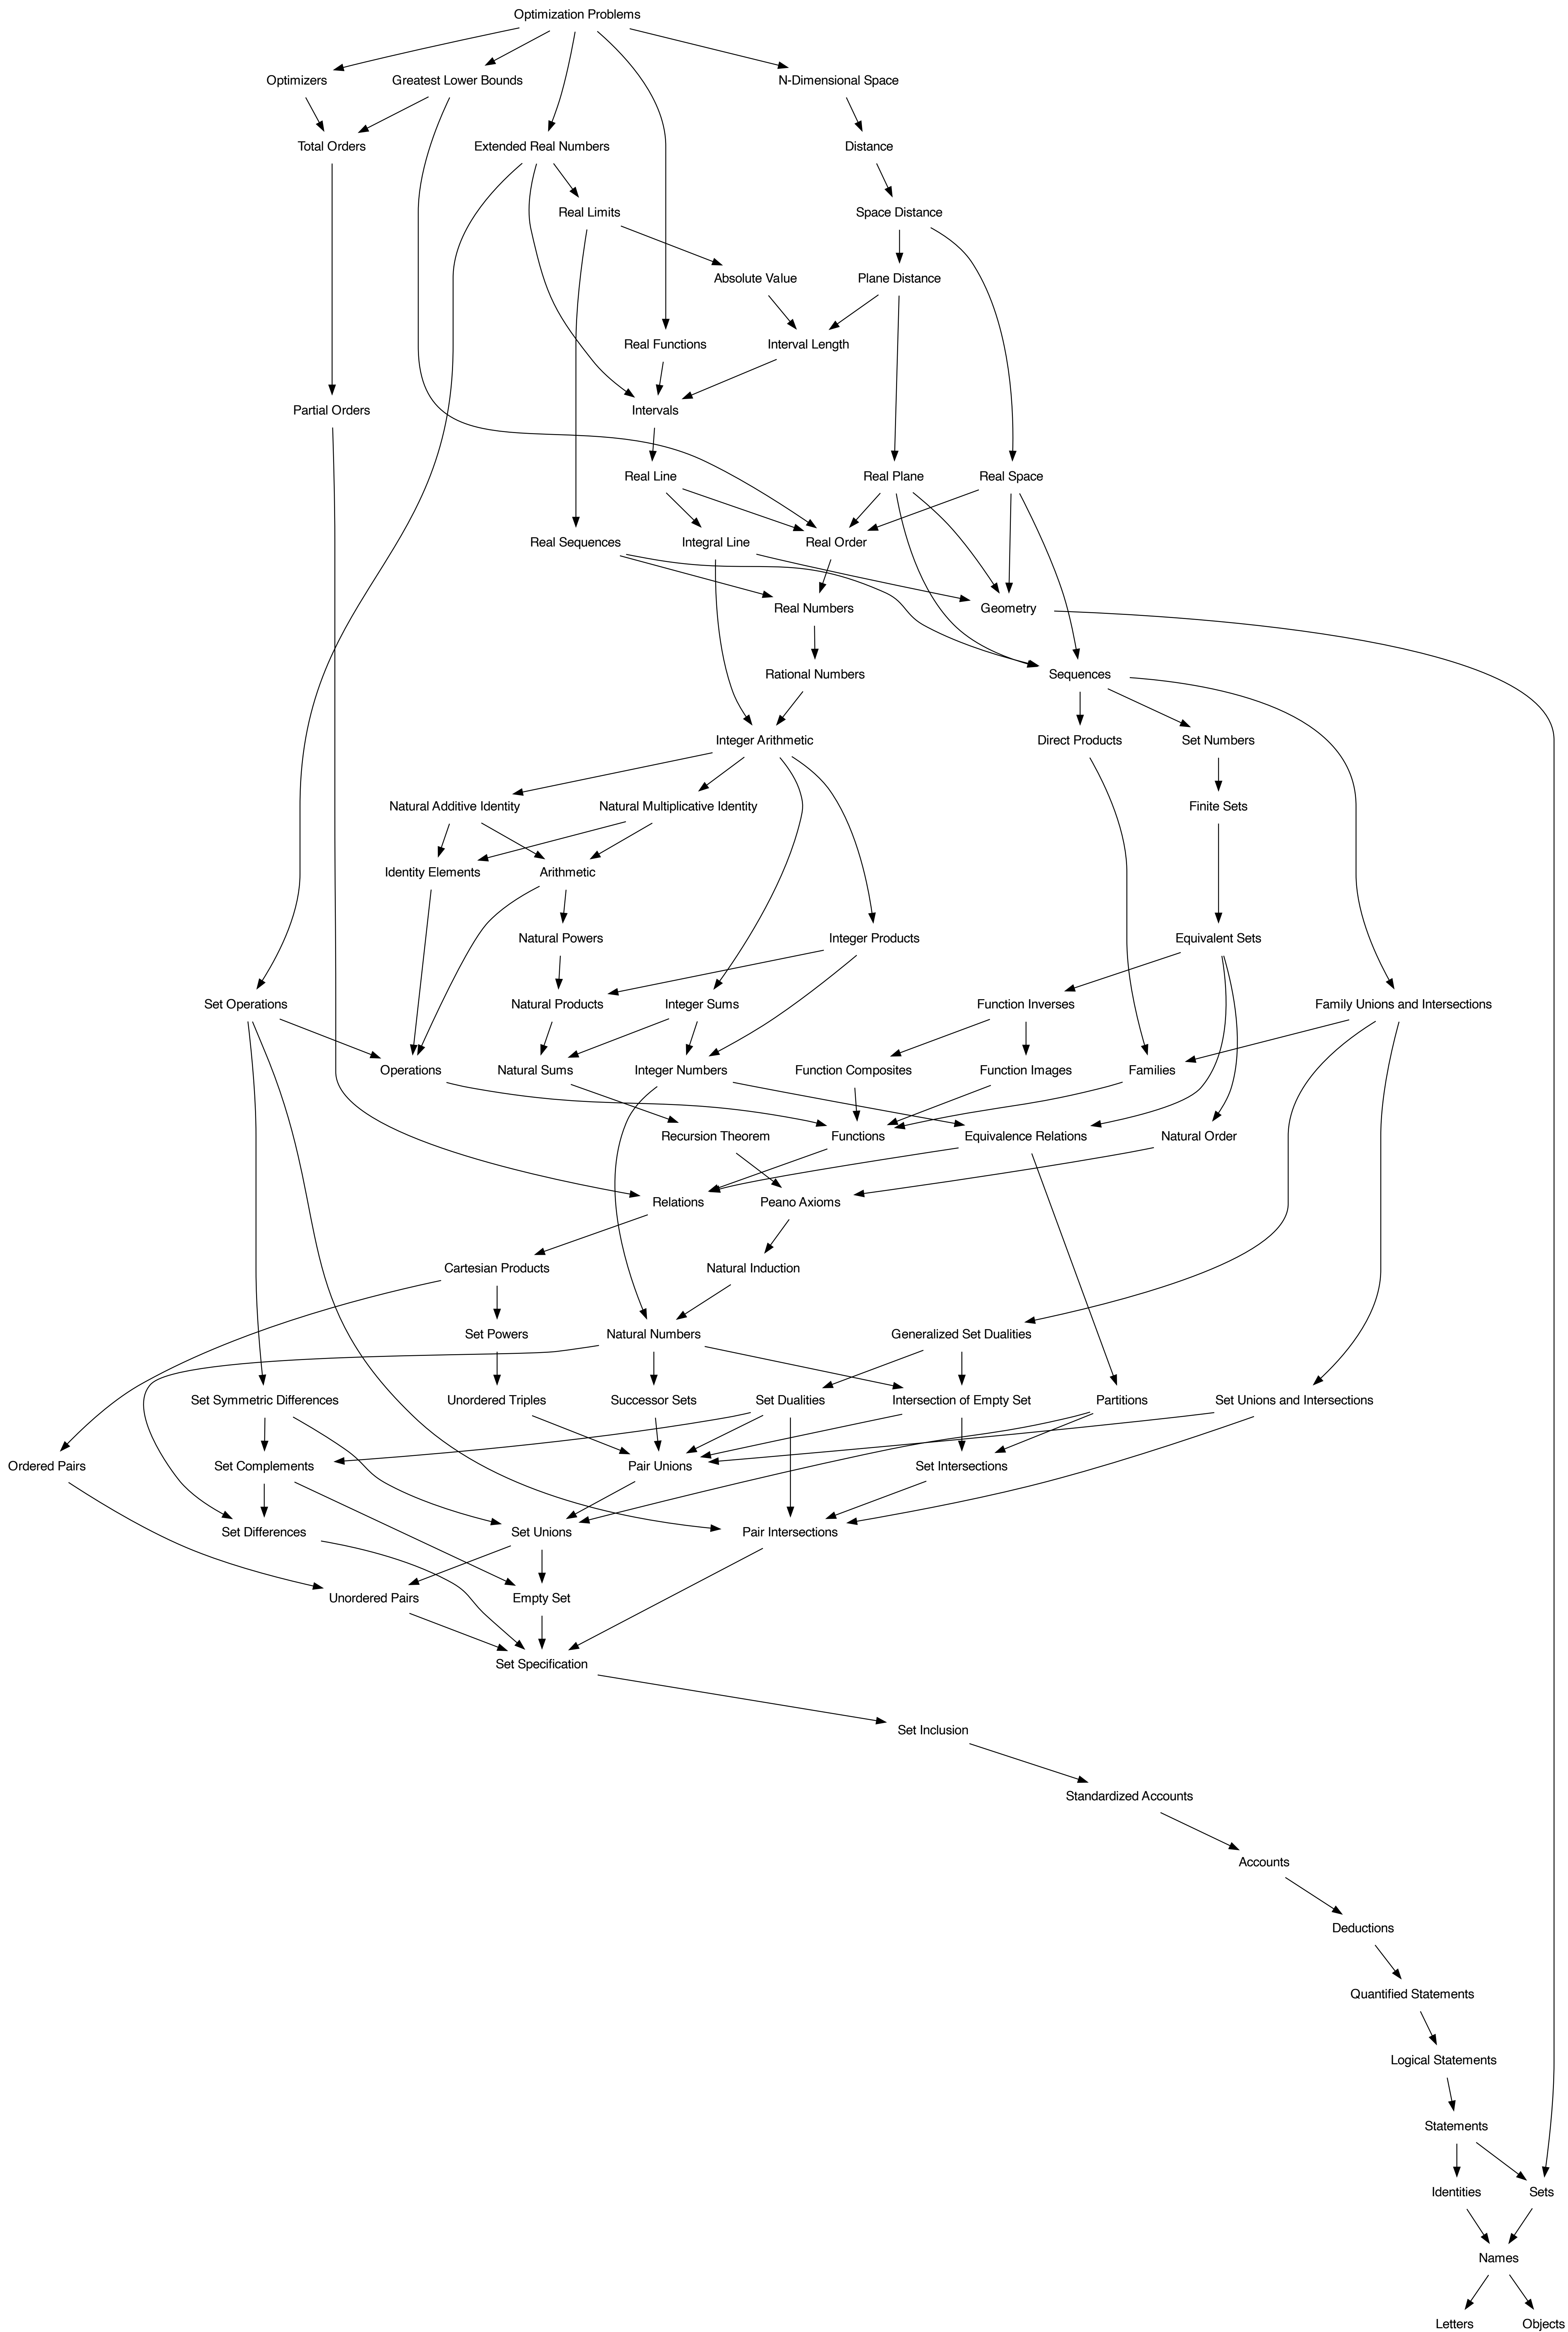 Optimization Problems
Optimizers
Greatest Lower Bounds
N-Dimensional Space
Total Orders
Extended Real Numbers
Distance
Real Limits
Space Distance
Absolute Value
Plane Distance
Real Functions
Interval Length
Partial Orders
Intervals
Real Line
Real Plane
Real Space
Real Sequences
Integral Line
Real Order
Real Numbers
Geometry
Rational Numbers
Sequences
Integer Arithmetic
Direct Products
Set Numbers
Natural Additive Identity
Natural Multiplicative Identity
Finite Sets
Identity Elements
Arithmetic
Natural Powers
Integer Products
Equivalent Sets
Set Operations
Natural Products
Integer Sums
Function Inverses
Family Unions and Intersections
Operations
Natural Sums
Integer Numbers
Function Composites
Function Images
Families
Recursion Theorem
Functions
Equivalence Relations
Natural Order
Relations
Peano Axioms
Cartesian Products
Natural Induction
Set Powers
Natural Numbers
Generalized Set Dualities
Set Symmetric Differences
Unordered Triples
Successor Sets
Set Dualities
Intersection of Empty Set
Partitions
Set Unions and Intersections
Ordered Pairs
Set Complements
Pair Unions
Set Intersections
Set Differences
Set Unions
Pair Intersections
Unordered Pairs
Empty Set
Set Specification
Set Inclusion
Standardized Accounts
Accounts
Deductions
Quantified Statements
Logical Statements
Statements
Identities
Sets
Names
Letters
Objects